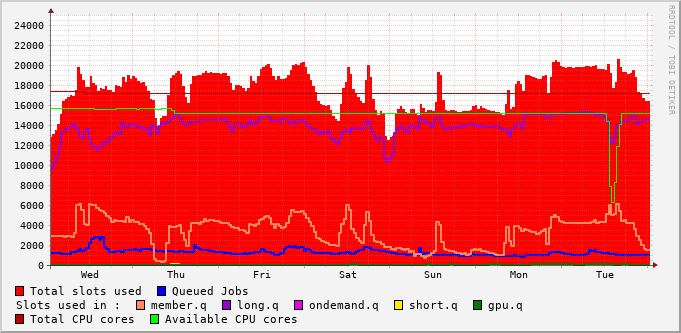 24000
22000
20000
18000
16000
14000
12000
10000
8000
6000
4000
2000
0
Wed Thu Fri Sat Sun Mon Tue
Total slots used Queued Jobs
Slots used in : member.q long.q ondemand.q short.q gpu.q
Total CPU cores Available CPU cores
RRDTOOL / TOBI OETIKER